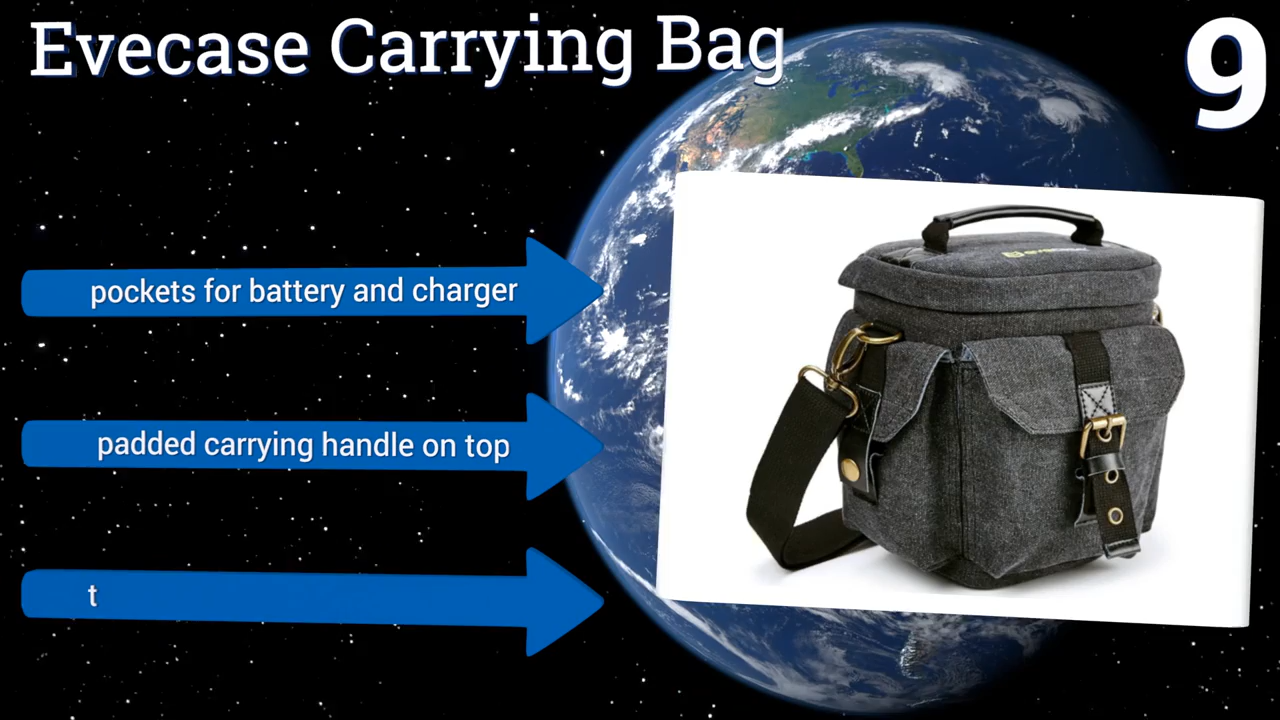 Evecase Carrying Bag
9
pockets for battery and charger
padded carrying handle on top
t